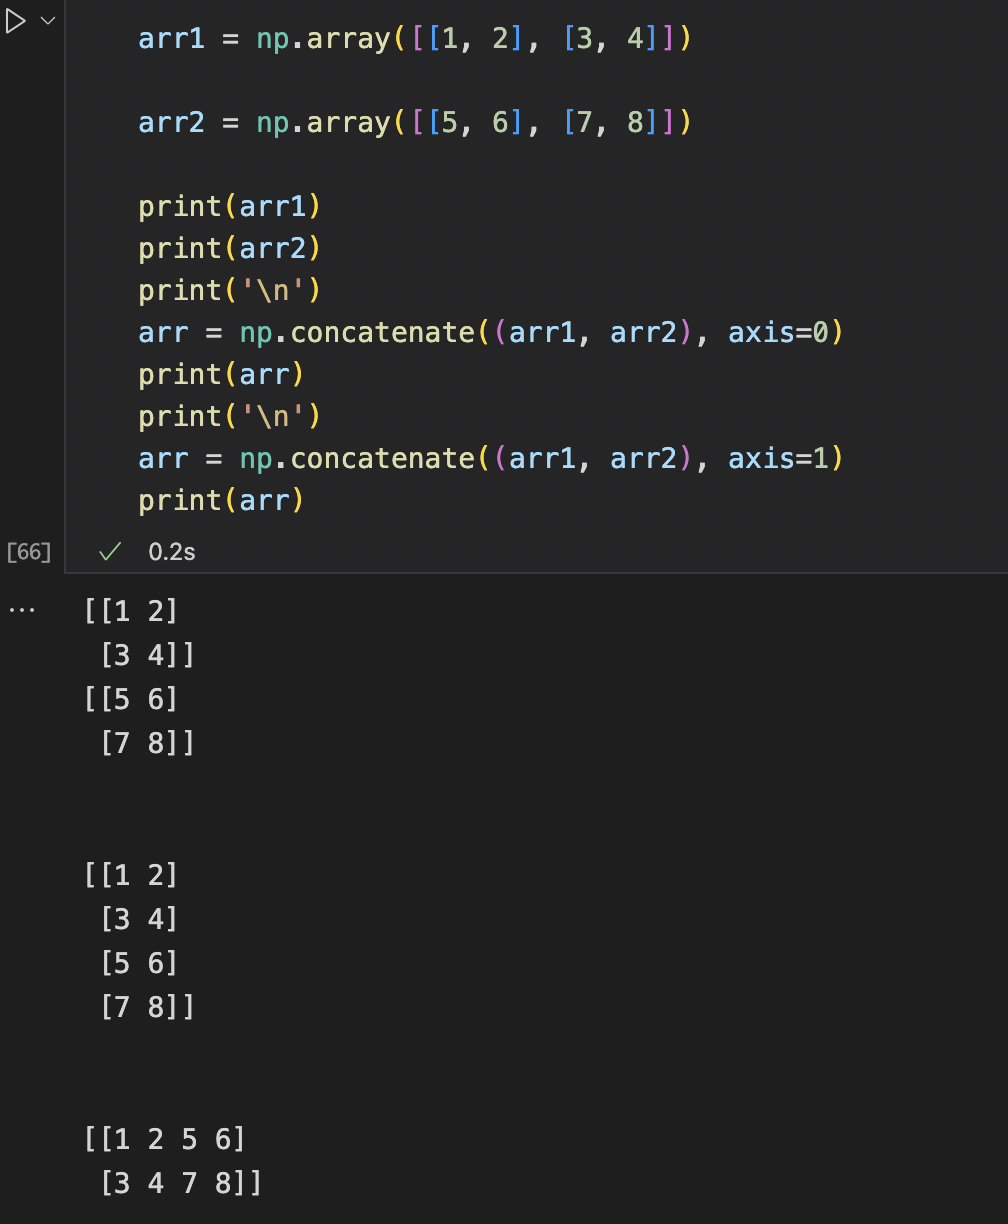 arr1 = np.array([[1, 2], [3, 4]])
arr2 = np.array([[5, 6], [7, 8]])
print(arr1)
print(arr2)
print('\n')
arr = np.concatenate((arr1, arr2), axis=0)
print(arr)
print('\n')
arr = np.concatenate((arr1, arr2), axis=1)
print(arr)
[66] ✓ 0.2s
... [[1 2]
[3 4]]
[[5 6]
[7 8]]
[[1 2]
[3 4]
[5 6]
[7 8]]
[[1 2 5 6]
[3 4 7 8]]